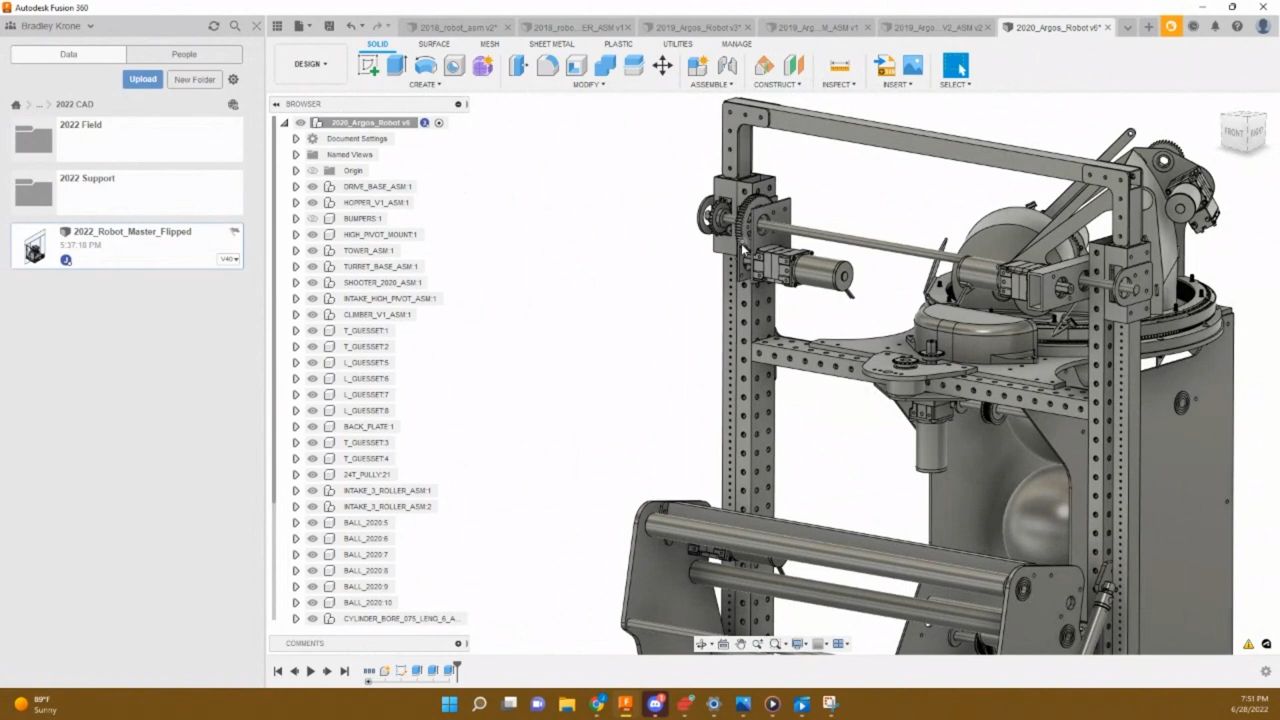 Autodesk Fusion 360
Bradley Krone
2018_robot_asm v2*
2018_robo...ER_ASM v1
2019_Argos_Robot v3*
2019_Arg...M_ASM v1
2019_Argo...V2_ASM v2
2020_Argos_Robot v6*
Data
People
Upload
New Folder
... 2022 CAD
2022 Field
2022 Support
2022_Robot_Master_Flipped
5:37:18 PM
V40
DESIGN
SOLID
SURFACE
MESH
SHEET METAL
PLASTIC
UTILITIES
MANAGE
CREATE
MODIFY
ASSEMBLE
CONSTRUCT
INSPECT
INSERT
SELECT
BROWSER
2020_Argos_Robot v6
Document Settings
Named Views
Origin
DRIVE_BASE_ASM:1
HOPPER_V1_ASM:1
BUMPERS:1
HIGH_PIVOT_MOUNT:1
TOWER_ASM:1
TURRET_BASE_ASM:1
SHOOTER_2020_ASM:1
INTAKE_HIGH_PIVOT_ASM:1
CLIMBER_V1_ASM:1
T_GUESSET:1
T_GUESSET:2
L_GUESSET:5
L_GUESSET:6
L_GUESSET:7
L_GUESSET:8
BACK_PLATE:1
T_GUESSET:3
T_GUESSET:4
24T_PULLY:21
INTAKE_3_ROLLER_ASM:1
INTAKE_3_ROLLER_ASM:2
BALL_2020:5
BALL_2020:6
BALL_2020:7
BALL_2020:8
BALL_2020:9
BALL_2020:10
CYLINDER_BORE_075_LENG_6_A...
COMMENTS
FRONT
RIGHT
89°F
Sunny
7:51 PM
6/28/2022